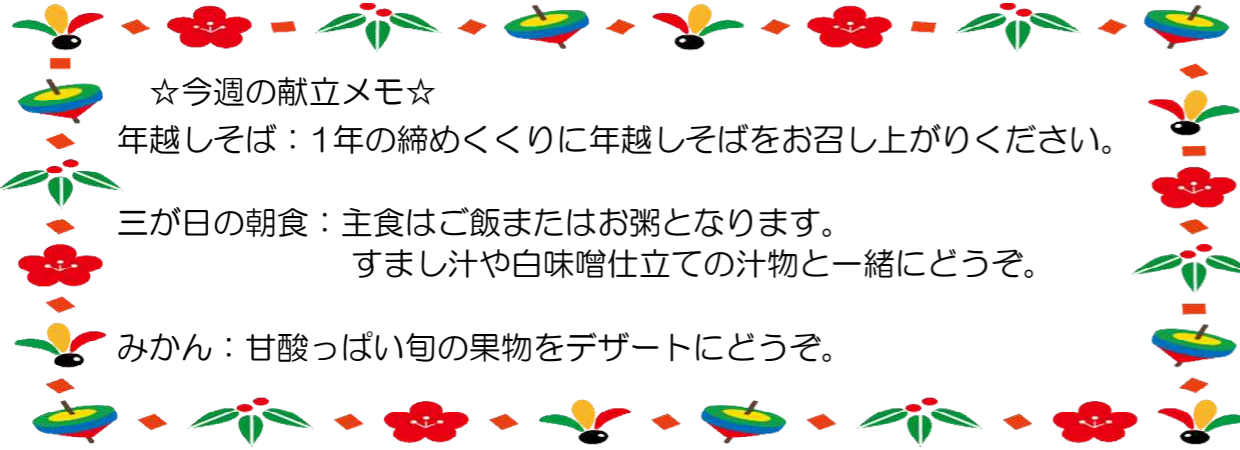 ☆今週の献立メモ☆
年越しそば：1年の締めくくりに年越しそばをお召し上がりください。
三が日の朝食：主食はご飯またはお粥となります。
すまし汁や白味噌仕立ての汁物と一緒にどうぞ。
みかん：甘酸っぱい旬の果物をデザートにどうぞ。